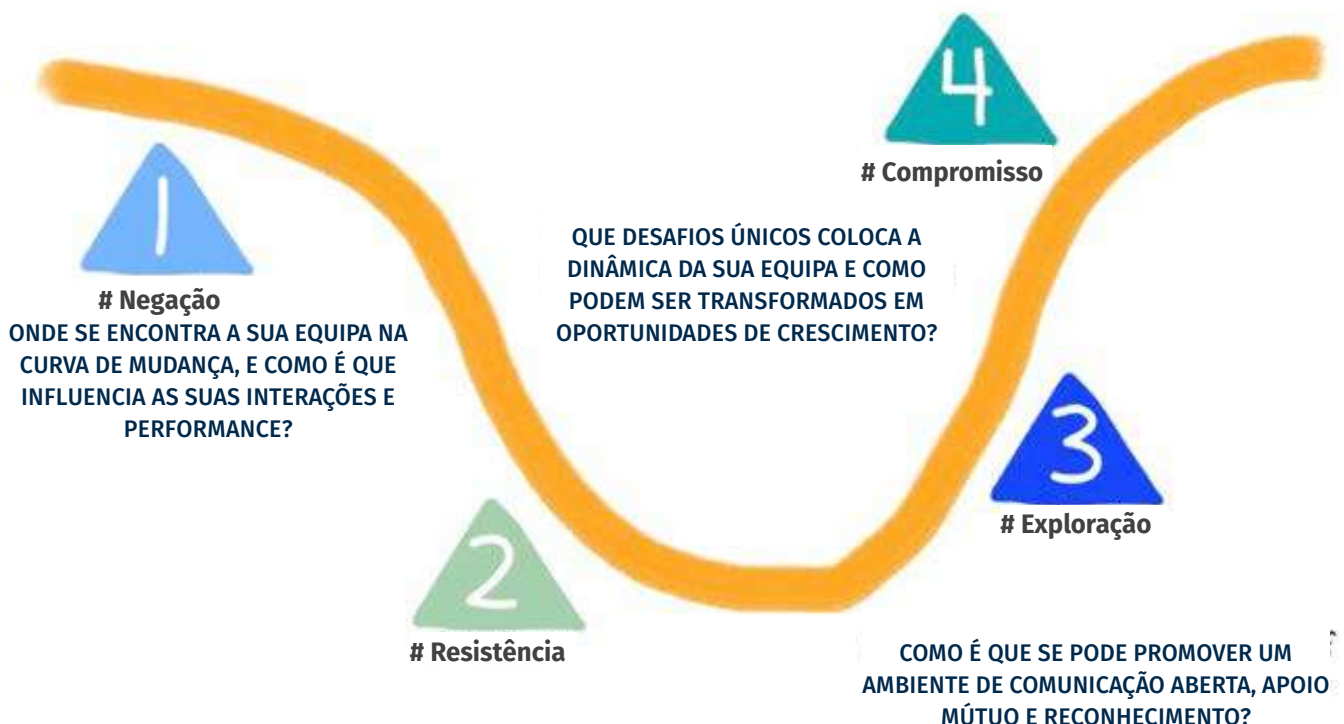 1
# Negação
ONDE SE ENCONTRA A SUA EQUIPA NA
CURVA DE MUDANÇA, E COMO É QUE
INFLUENCIA AS SUAS INTERAÇÕES E
PERFORMANCE?
2
# Resistência
QUE DESAFIOS ÚNICOS COLOCA A
DINÂMICA DA SUA EQUIPA E COMO
PODEM SER TRANSFORMADOS EM
OPORTUNIDADES DE CRESCIMENTO?
3
# Exploração
4
# Compromisso
COMO É QUE SE PODE PROMOVER UM
AMBIENTE DE COMUNICAÇÃO ABERTA, APOIO
MÚTUO E RECONHECIMENTO?